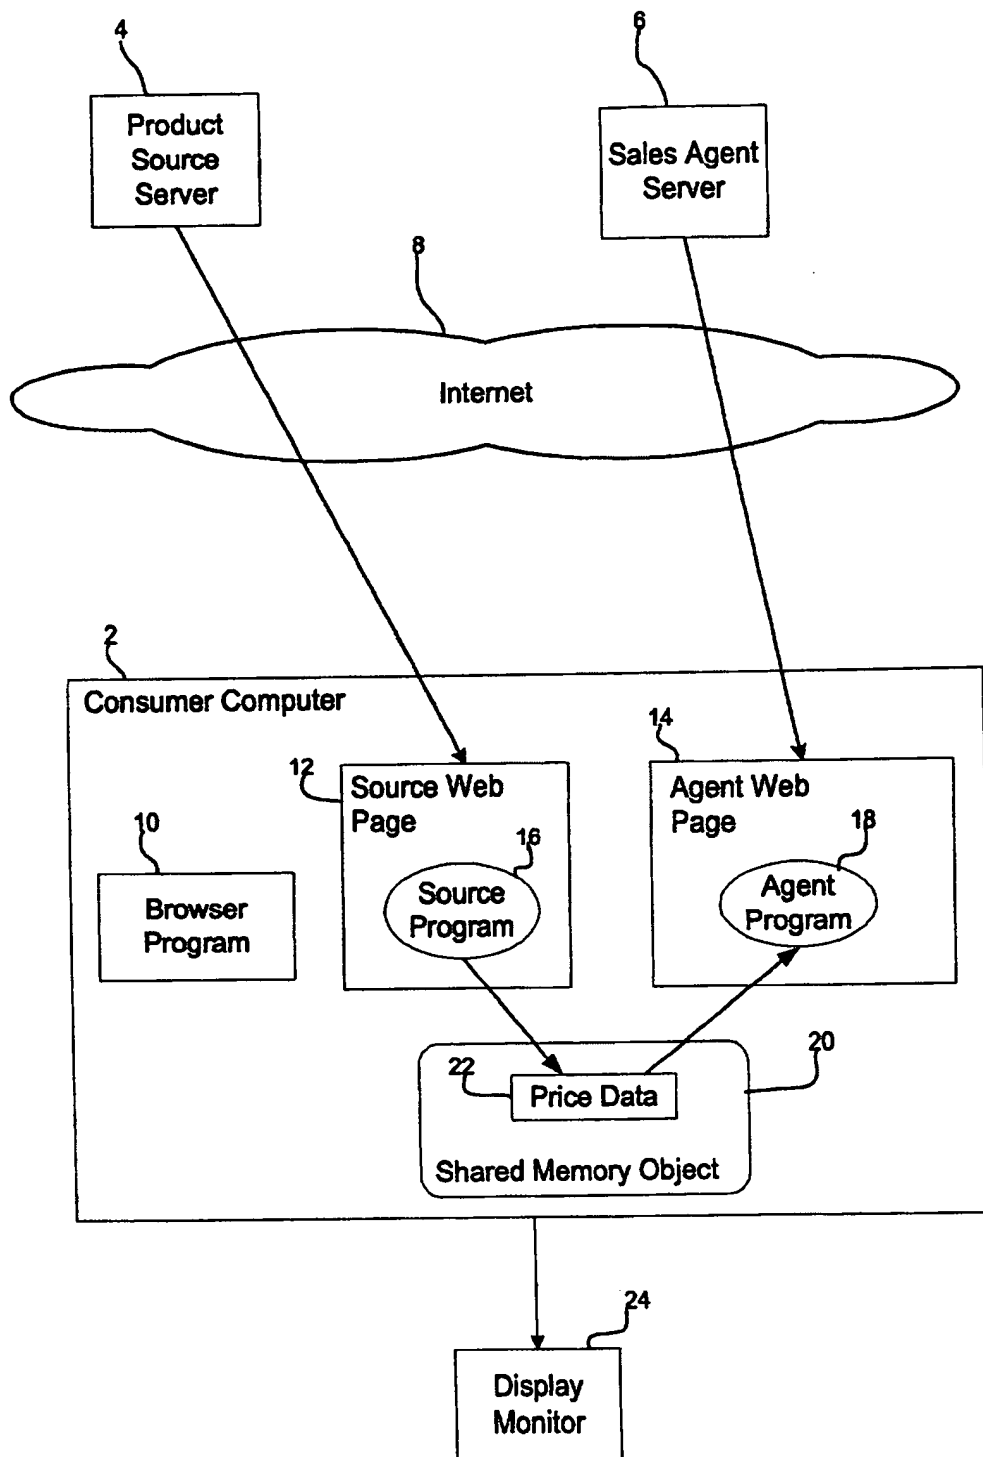 4
6
Product
Source
Server
Sales Agent
Server
8
Internet
2
Consumer Computer
12
Source Web
Page
14
Agent Web
Page
10
Browser
Program
16
Source
Program
18
Agent
Program
20
22
Price Data
Shared Memory Object
24
Display
Monitor